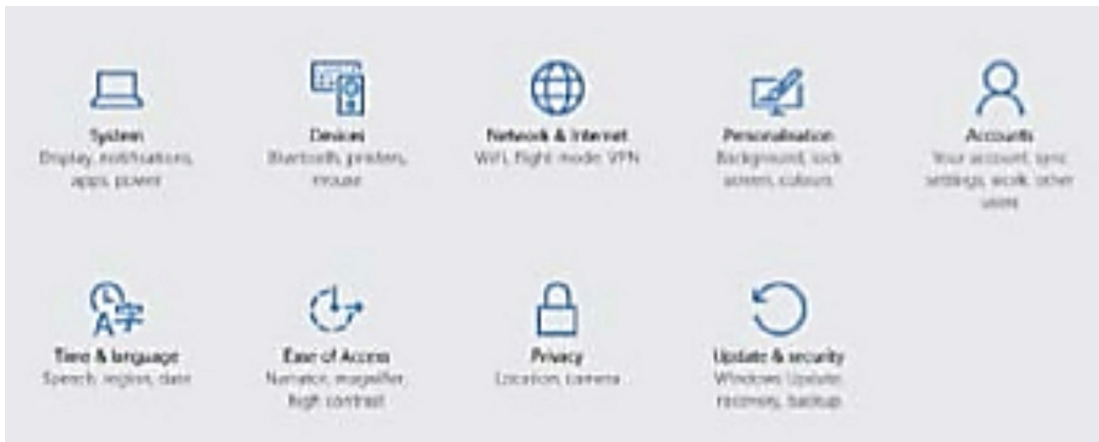 System
Display, notifications,
apps, power
Devices
Bluetooth, printers,
mouse
Network & Internet
WiFi, flight mode, VPN
Personalisation
Background, lock
screen, colours
Accounts
Your account, sync
settings, work, other
users
A字
Time & language
Speech, region, date
Ease of Access
Narrator, magnifier,
high contrast
Privacy
Location, camera
Update & security
Windows Update,
recovery, backup